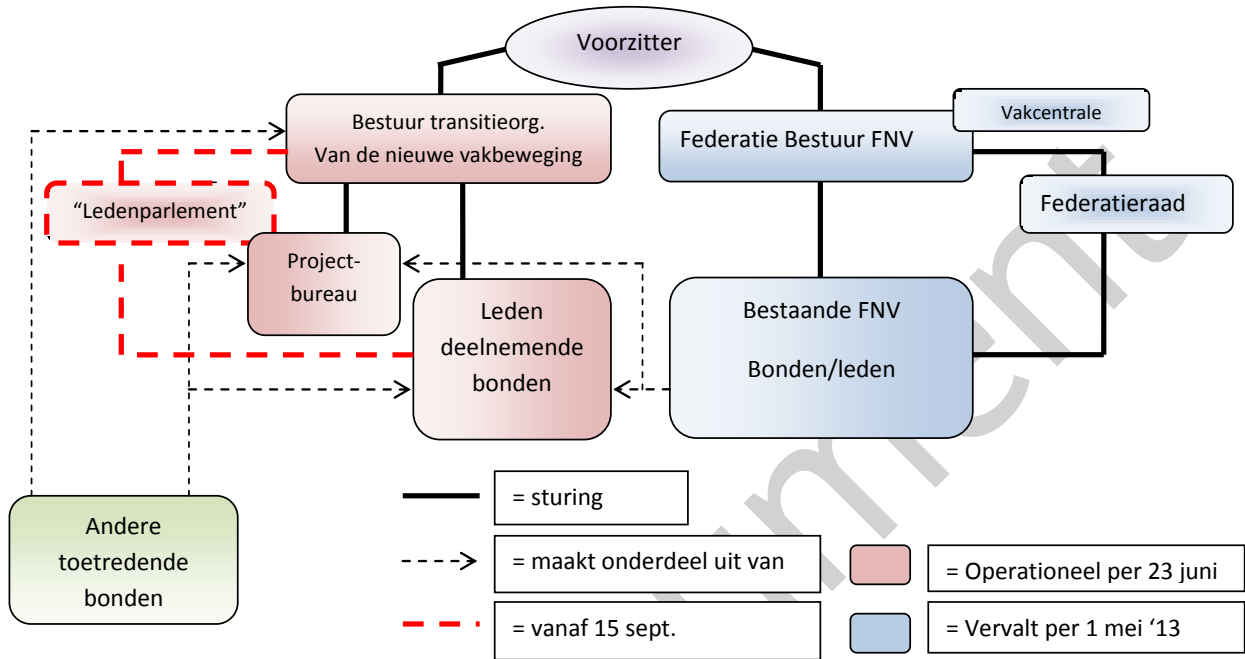 Voorzitter
Bestuur transitieorg.
Van de nieuwe vakbeweging
Federatie Bestuur FNV
Vakcentrale
“Ledenparlement”
Federatieraad
Project-
bureau
Leden
deelnemende
bonden
Bestaande FNV
Bonden/leden
Andere
toetredende
bonden
= sturing
= maakt onderdeel uit van
= vanaf 15 sept.
= Operationeel per 23 juni
= Vervalt per 1 mei ‘13